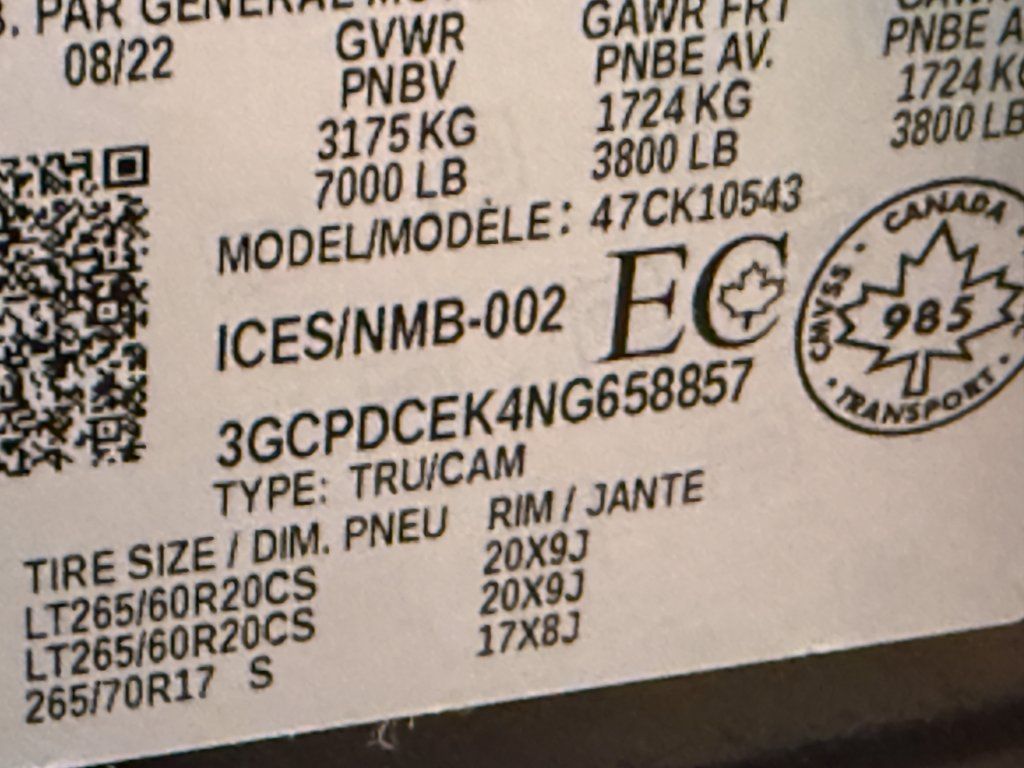 PAR GENERAL
08/22
GVWR
PNBV
3175 KG
7000 LB
GAWR FRT
PNBE AV.
1724 KG
3800 LB
PNBE
1724
3800 LB
MODEL/MODÈLE: 47CK10543
ICES/NMB-002 EC
3GCPDCEK4NG658857
TYPE: TRU/CAM
CANADA
CMVSS
985
TRANSPORT
TIRE SIZE / DIM. PNEU RIM / JANTE
LT265/60R20CS 20X9J
LT265/60R20CS 20X9J
265/70R17 S 17X8J